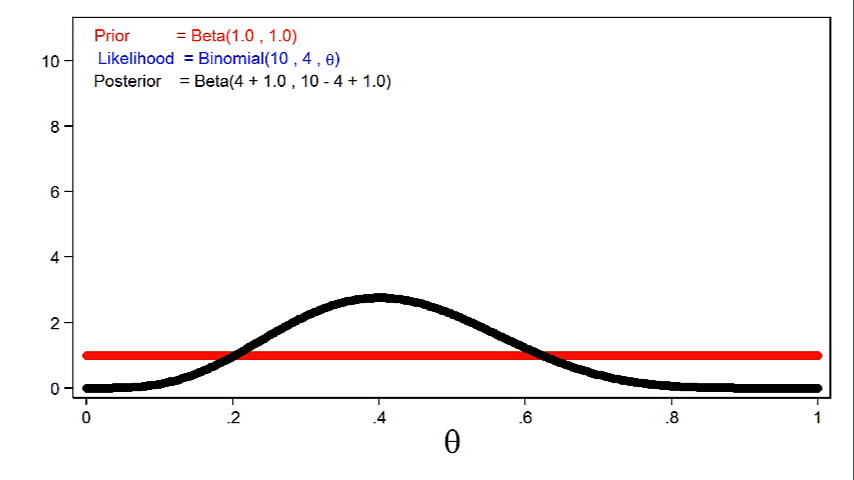 Prior = Beta(1.0 , 1.0)
Likelihood = Binomial(10 , 4 , θ)
Posterior = Beta(4 + 1.0 , 10 - 4 + 1.0)
10
8
6
4
2
0
0 .2 .4 .6 .8 1
θ